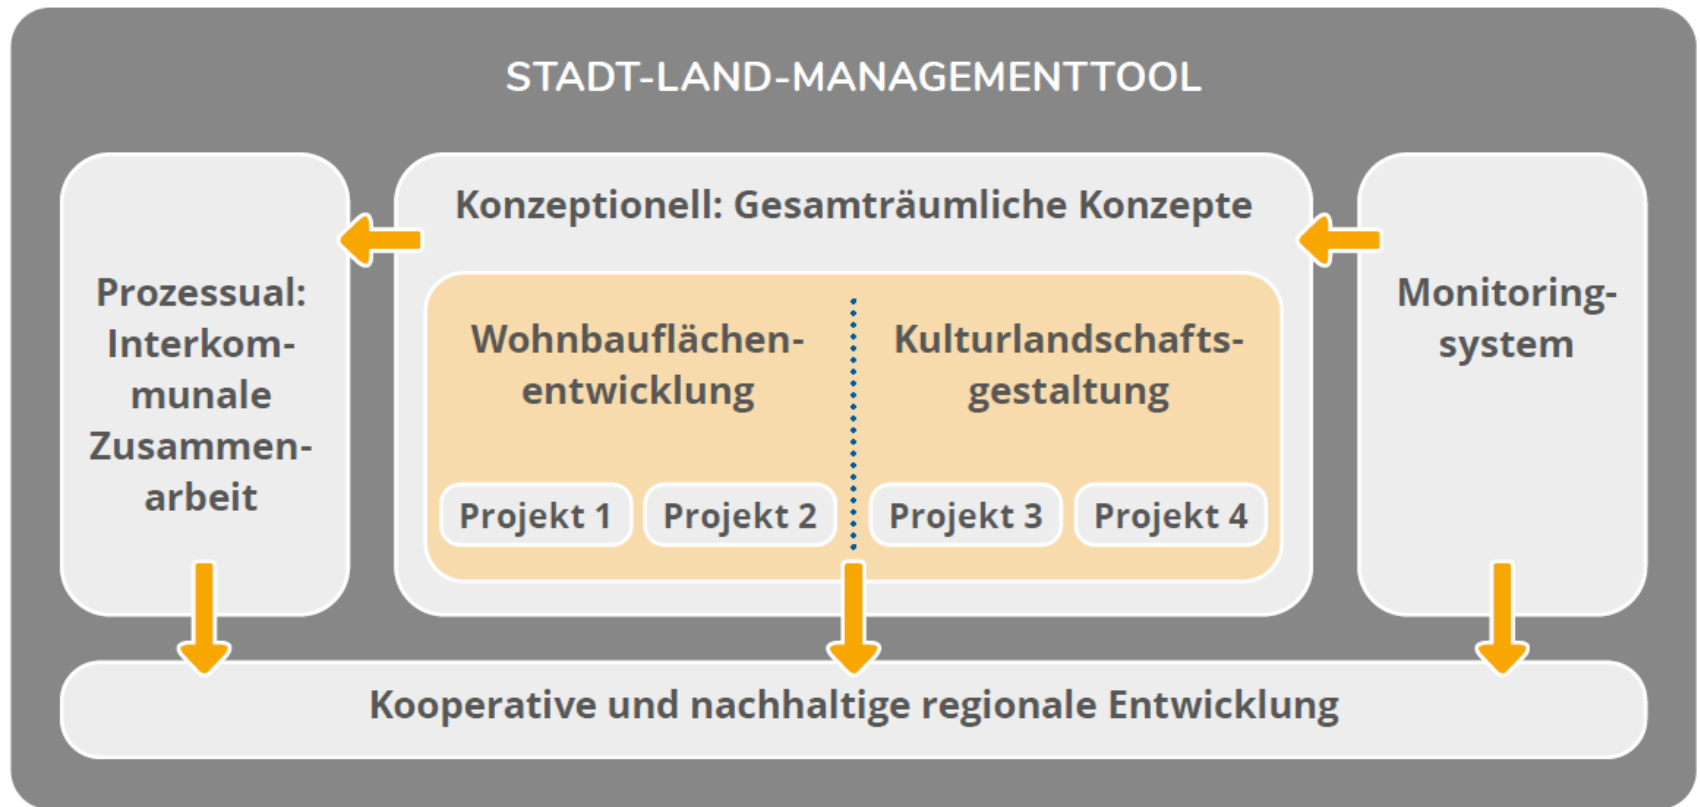 STADT-LAND-MANAGEMENTTOOL
Prozessual:
Interkom-
munale
Zusammen-
arbeit
Konzeptionell: Gesamträumliche Konzepte
Wohnbauflächen-
entwicklung
Projekt 1
Projekt 2
Kulturlandschafts-
gestaltung
Projekt 3
Projekt 4
Monitoring-
system
Kooperative und nachhaltige regionale Entwicklung